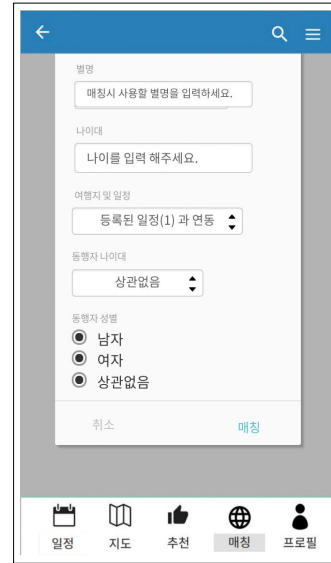 별명
매칭시 사용할 별명을 입력하세요.
나이대
나이를 입력 해주세요.
여행지 및 일정
등록된 일정(1) 과 연동
동행자 나이대
상관없음
동행자 성별
남자
여자
상관없음
취소 매칭
일정 지도 추천 매칭 프로필